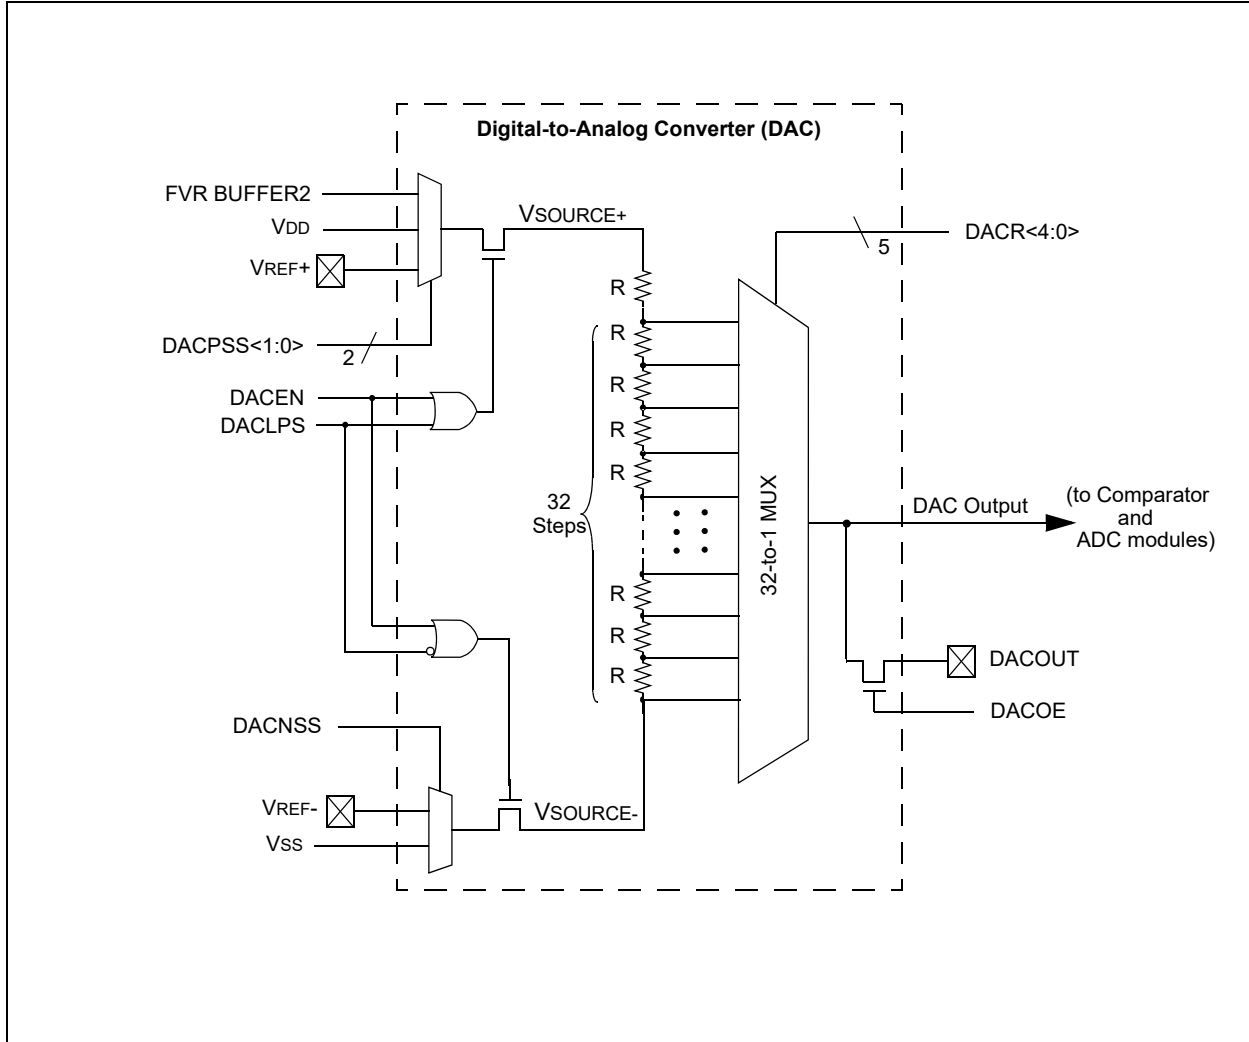 Digital-to-Analog Converter (DAC)
FVR BUFFER2
VDD
VREF+
DACPSS<1:0>
2
DACEN
DACLPS
VSOURCE+
5
DACR<4:0>
R
R
R
R
R
32
Steps
R
R
R
32-to-1 MUX
DAC Output
(to Comparator
and
ADC modules)
DACOUT
DACOE
DACNSS
VREF-
VSS
VSOURCE-